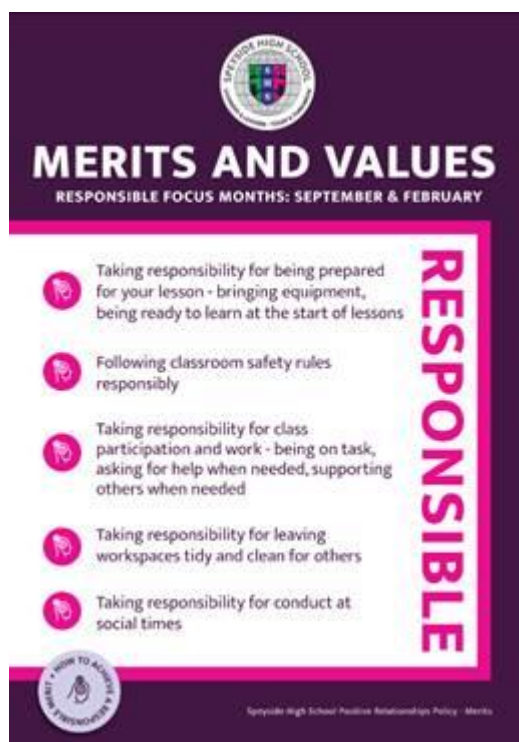 SPEYSIDE HIGH SCHOOL
MERITS AND VALUES
RESPONSIBLE FOCUS MONTHS: SEPTEMBER & FEBRUARY
RESPONSIBLE
Taking responsibility for being prepared
for your lesson - bringing equipment,
being ready to learn at the start of lessons
Following classroom safety rules
responsibly
Taking responsibility for class
participation and work - being on task,
asking for help when needed, supporting
others when needed
Taking responsibility for leaving
workspaces tidy and clean for others
Taking responsibility for conduct at
social times
HOW TO ACHIEVE A RESPONSIBLE MERIT
Speyside High School Positive Relationships Policy - Merits